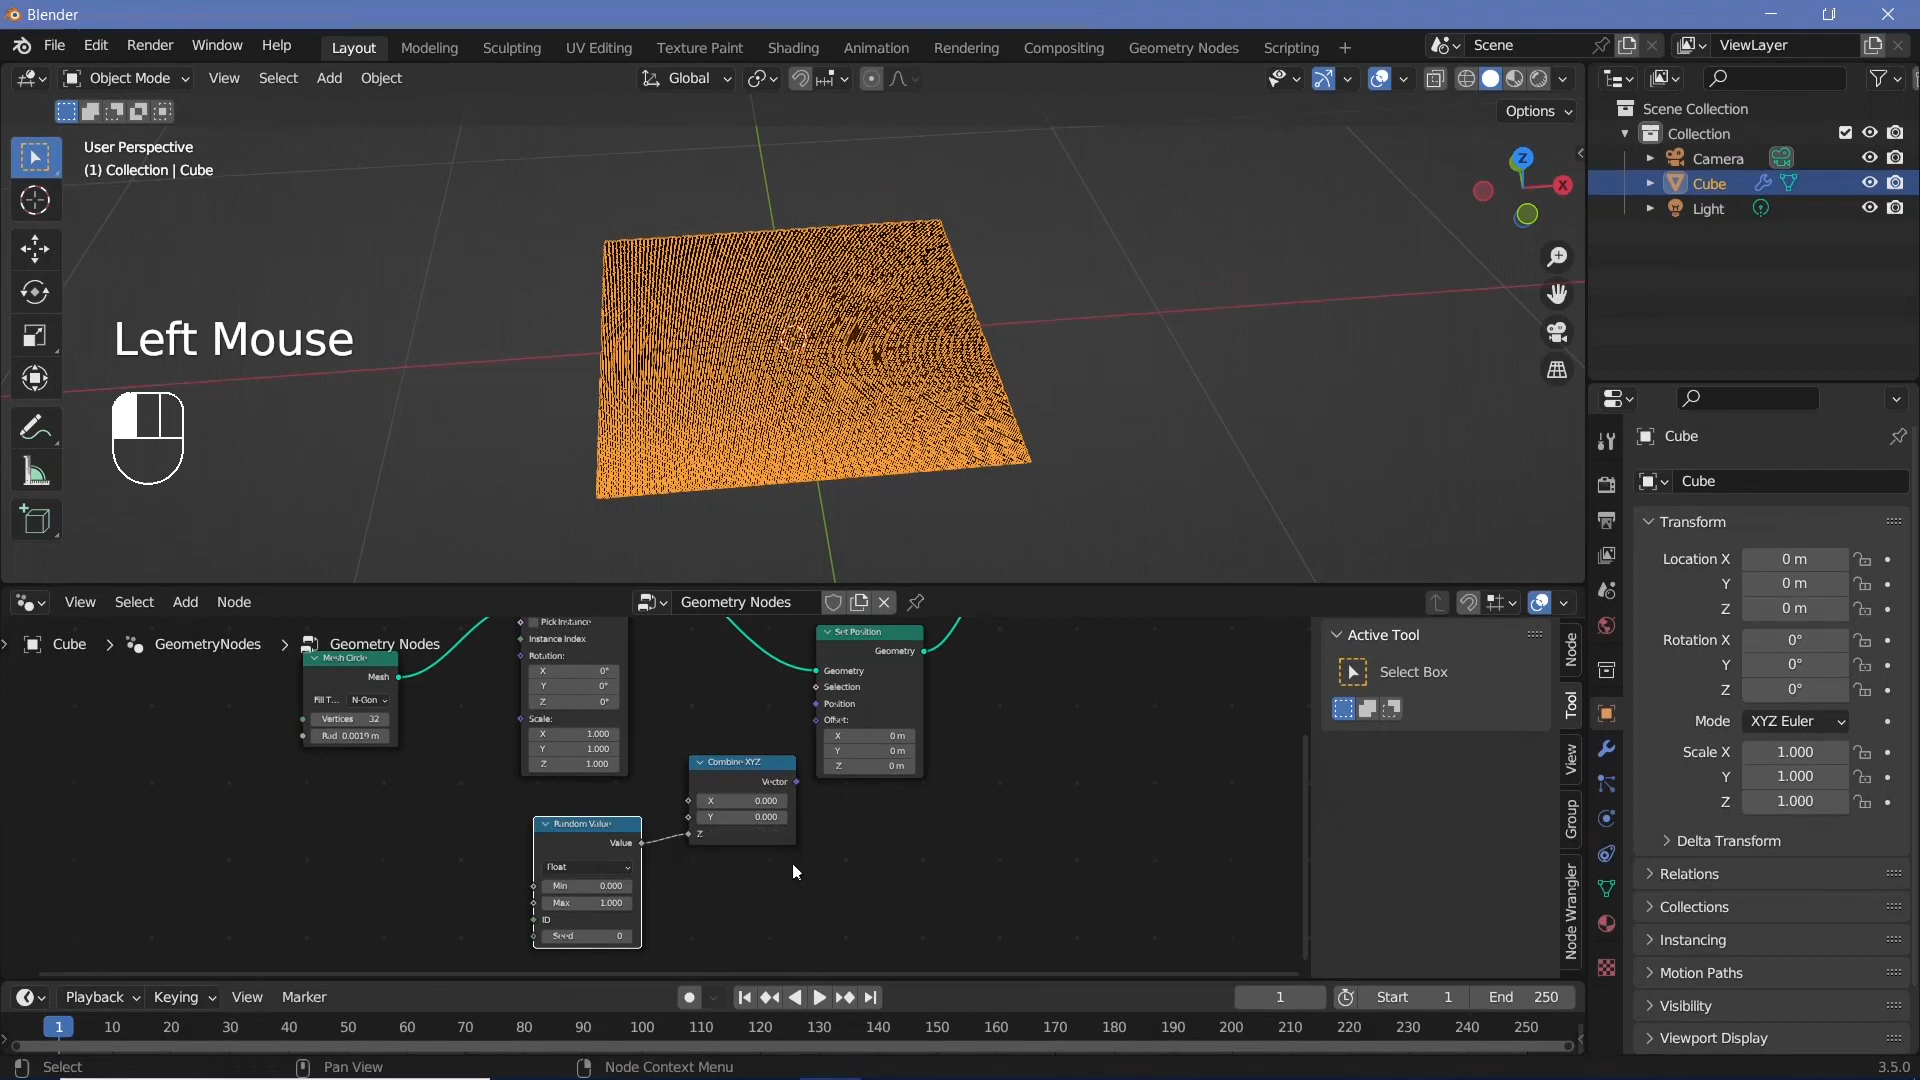 Blender
File Edit Render Window Help Layout Modeling Sculpting UV Editing Texture Paint Shading Animation Rendering Compositing Geometry Nodes Scripting + Scene ViewLayer
Object Mode View Select Add Object Global
Options
User Perspective
(1) Collection | Cube
Z
X
Left Mouse
Scene Collection
Collection
Camera
Cube
Light
Cube
Cube
Transform
Location X 0 m
Y 0 m
Z 0 m
Rotation X 0°
Y 0°
Z 0°
Mode XYZ Euler
Scale X 1.000
Y 1.000
Z 1.000
Delta Transform
Relations
Collections
Instancing
Motion Paths
Visibility
Viewport Display
View Select Add Node Geometry Nodes
Cube > GeometryNodes > Geometry Nodes
Mesh Circle
Mesh
Fill T... N-Gon
Vertices 32
Rad 0.0019 m
Pick Instance
Instance Index
Rotation:
X 0°
Y 0°
Z 0°
Scale:
X 1.000
Y 1.000
Z 1.000
Set Position
Geometry
Geometry
Selection
Position
Offset:
X 0 m
Y 0 m
Z 0 m
Combine XYZ
Vector
X 0.000
Y 0.000
Z
Random Value
Value
Float
Min 0.000
Max 1.000
ID
Seed 0
Active Tool
Select Box
Node
Tool
View
Group
Node Wrangler
Playback Keying View Marker 1 Start 1 End 250
1 10 20 30 40 50 60 70 80 90 100 110 120 130 140 150 160 170 180 190 200 210 220 230 240 250
Select Pan View Node Context Menu 3.5.0